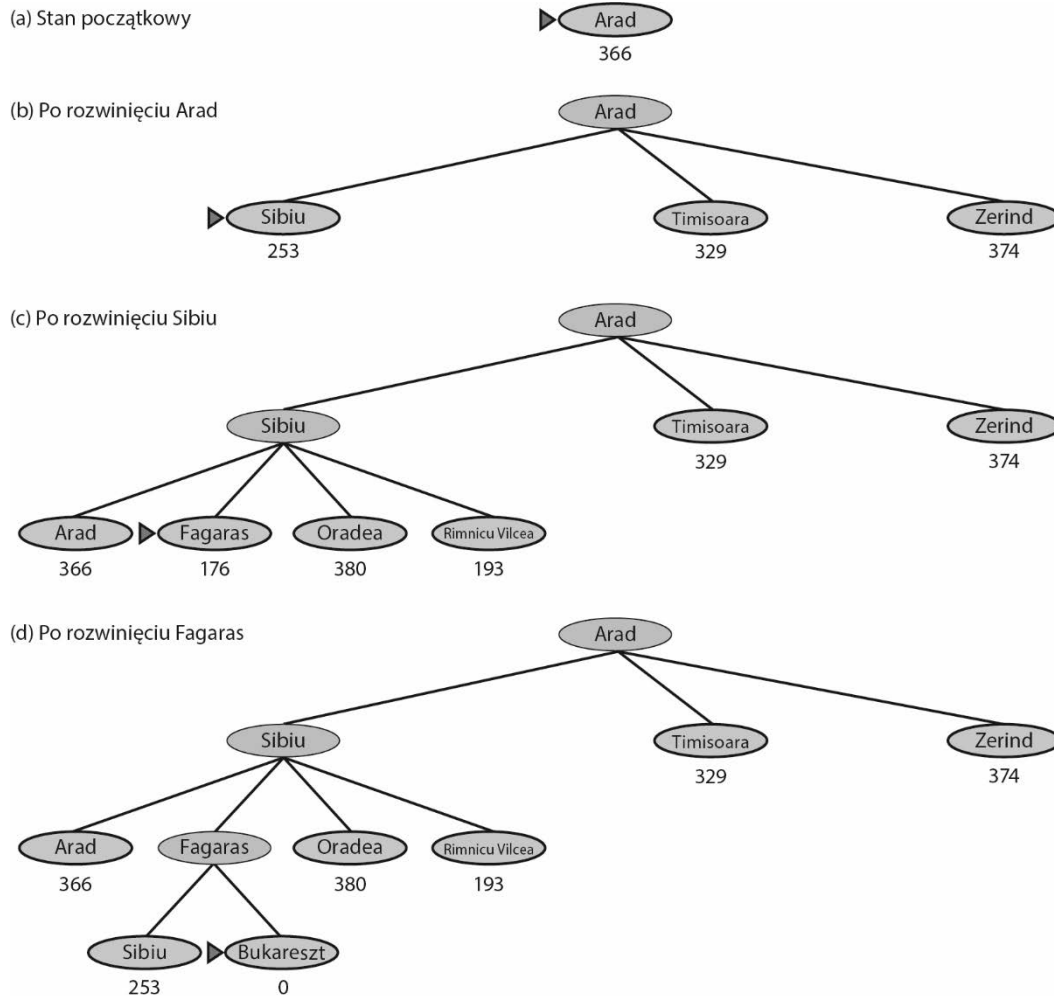 (a) Stan początkowy
Arad
366
(b) Po rozwinięciu Arad
Arad
Sibiu Timisoara Zerind
253 329 374
(c) Po rozwinięciu Sibiu
Arad
Sibiu Timisoara Zerind
329 374
Arad Fagaras Oradea Rimnicu Vilcea
366 176 380 193
(d) Po rozwinięciu Fagaras
Arad
Sibiu Timisoara Zerind
329 374
Arad Fagaras Oradea Rimnicu Vilcea
366 380 193
Sibiu Bukareszt
253 0